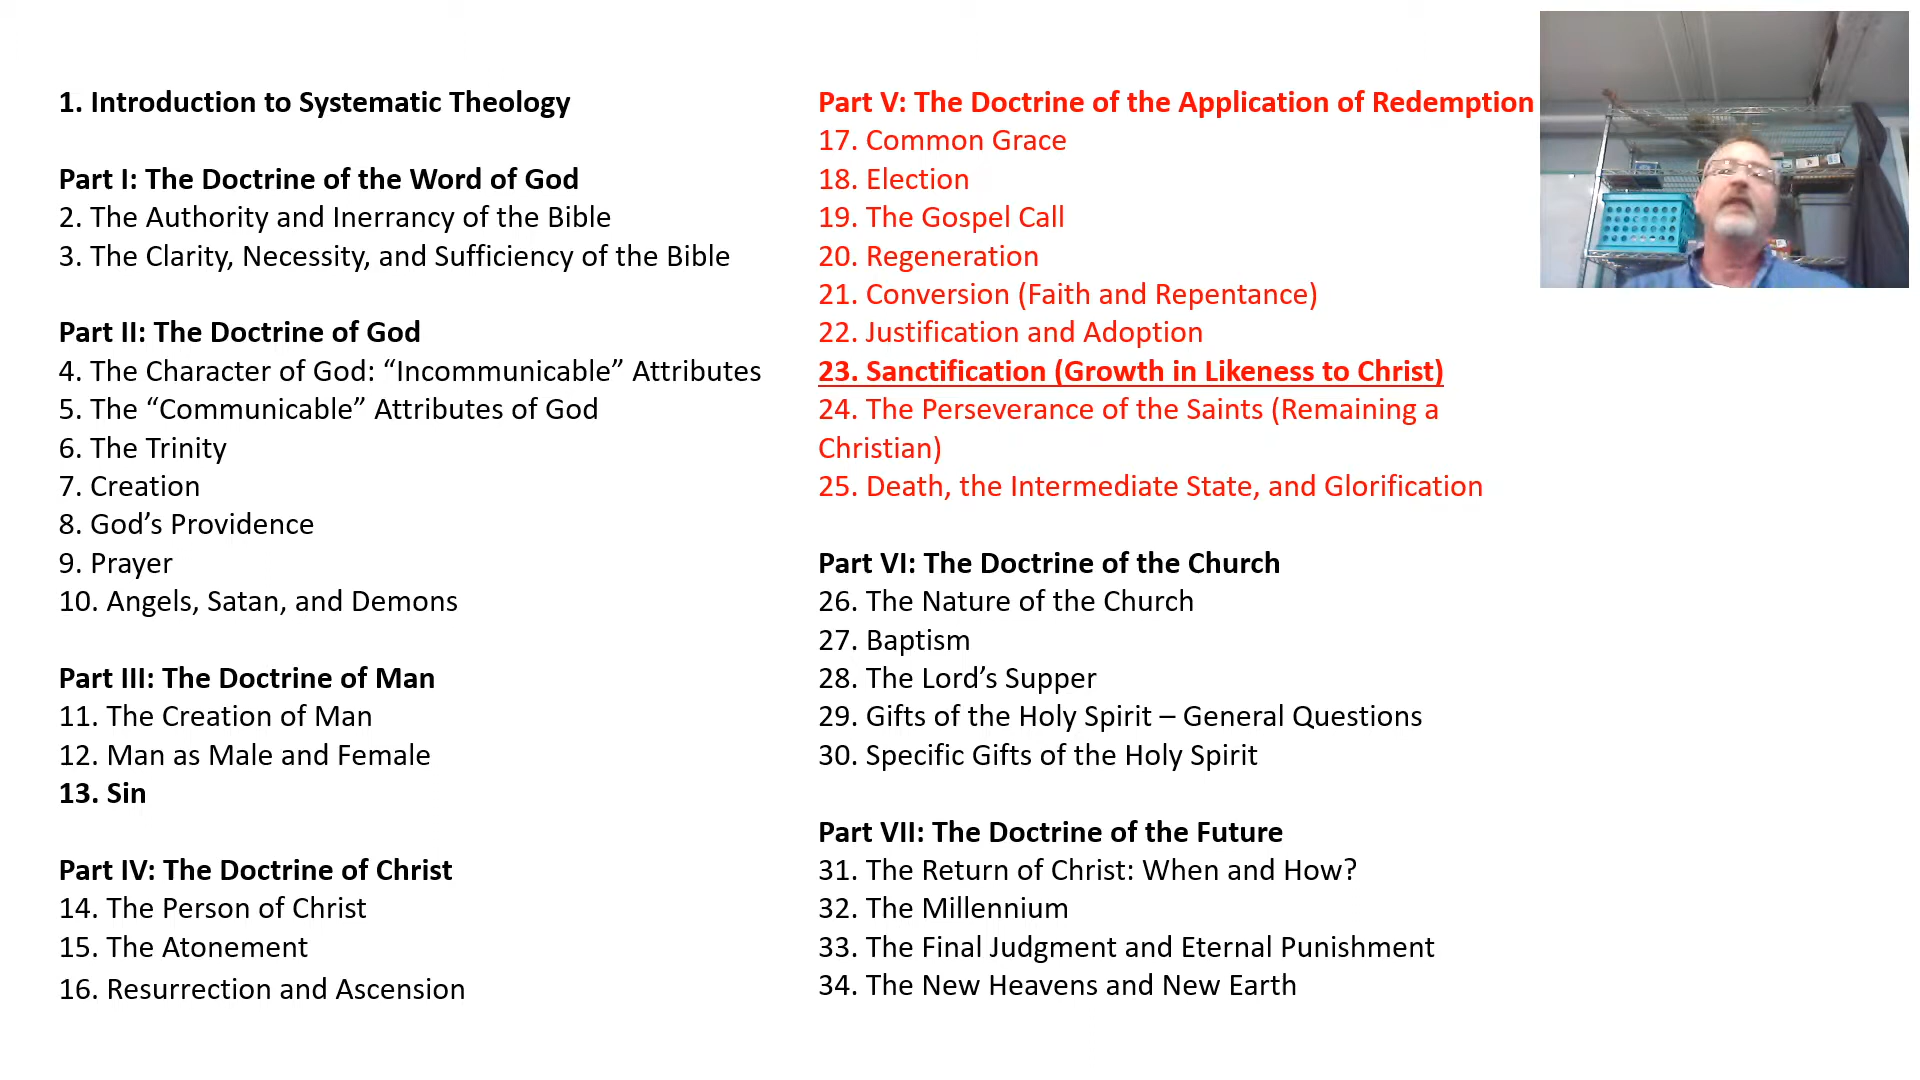 1. Introduction to Systematic Theology
Part I: The Doctrine of the Word of God
2. The Authority and Inerrancy of the Bible
3. The Clarity, Necessity, and Sufficiency of the Bible
Part II: The Doctrine of God
4. The Character of God: “Incommunicable” Attributes
5. The “Communicable” Attributes of God
6. The Trinity
7. Creation
8. God’s Providence
9. Prayer
10. Angels, Satan, and Demons
Part III: The Doctrine of Man
11. The Creation of Man
12. Man as Male and Female
13. Sin
Part IV: The Doctrine of Christ
14. The Person of Christ
15. The Atonement
16. Resurrection and Ascension
Part V: The Doctrine of the Application of Redemption
17. Common Grace
18. Election
19. The Gospel Call
20. Regeneration
21. Conversion (Faith and Repentance)
22. Justification and Adoption
23. Sanctification (Growth in Likeness to Christ)
24. The Perseverance of the Saints (Remaining a
Christian)
25. Death, the Intermediate State, and Glorification
Part VI: The Doctrine of the Church
26. The Nature of the Church
27. Baptism
28. The Lord’s Supper
29. Gifts of the Holy Spirit – General Questions
30. Specific Gifts of the Holy Spirit
Part VII: The Doctrine of the Future
31. The Return of Christ: When and How?
32. The Millennium
33. The Final Judgment and Eternal Punishment
34. The New Heavens and New Earth